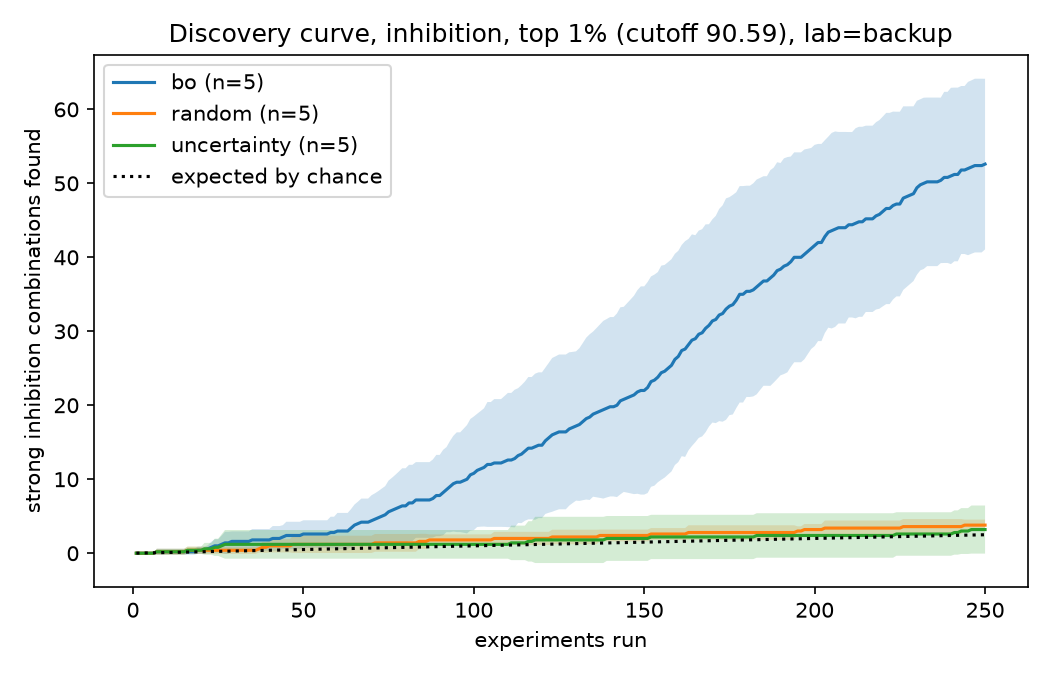 Discovery curve, inhibition, top 1% (cutoff 90.59), lab=backup
bo (n=5)
random (n=5)
uncertainty (n=5)
expected by chance
strong inhibition combinations found
60
50
40
30
20
10
0
0 50 100 150 200 250
experiments run